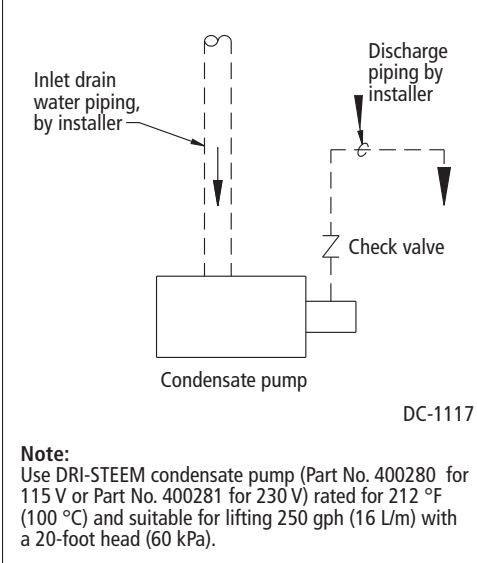 Inlet drain
water piping,
by installer
Discharge
piping by
installer
Check valve
Condensate pump
DC-1117
Note:
Use DRI-STEEM condensate pump (Part No. 400280 for
115 V or Part No. 400281 for 230 V) rated for 212 °F
(100 °C) and suitable for lifting 250 gph (16 L/m) with
a 20-foot head (60 kPa).